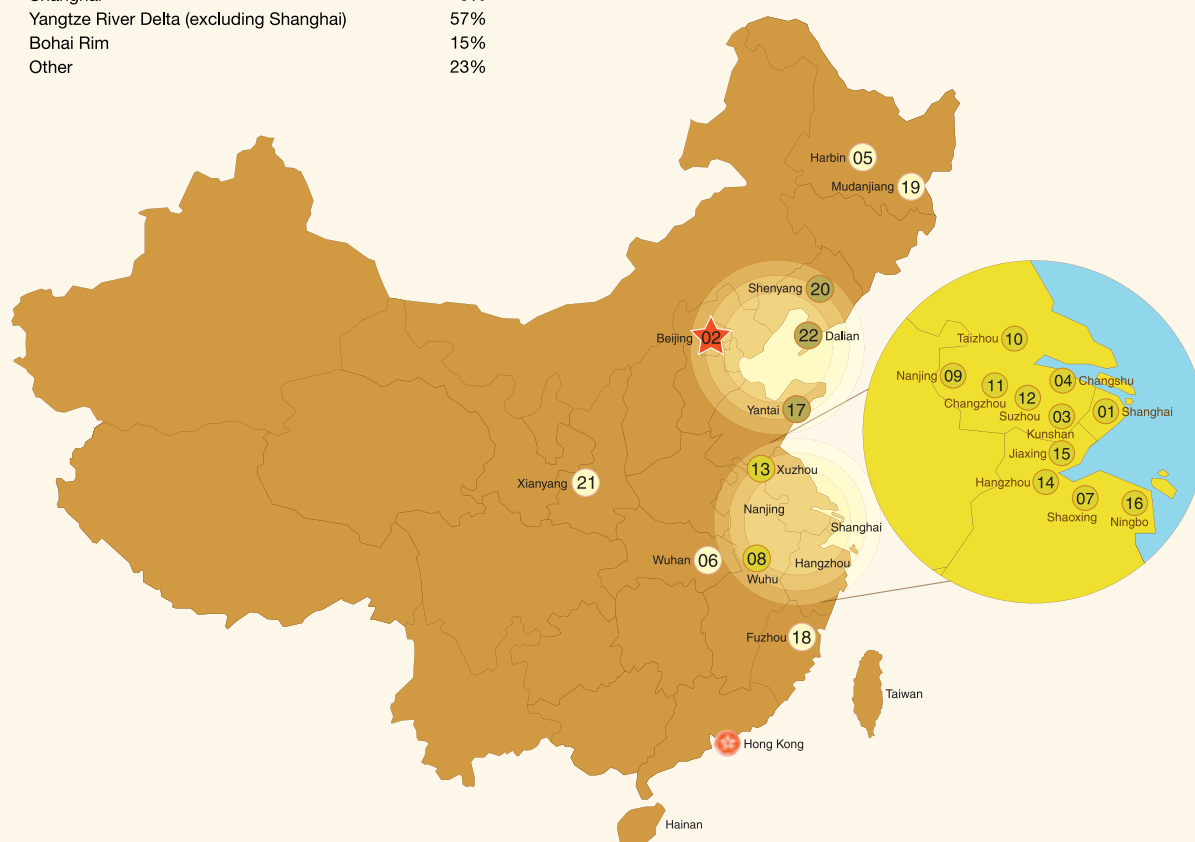 Yangtze River Delta (excluding Shanghai) 57%
Bohai Rim 15%
Other 23%
Harbin 05
Mudanjiang 19
Shenyang 20
Beijing 02
22 Dalian
Yantai 17
13 Xuzhou
Xianyang 21
Nanjing
Shanghai
Wuhan 06
08
Wuhu
Hangzhou
Fuzhou 18
Taiwan
Hong Kong
Hainan
Taizhou 10
Nanjing 09
11
Changzhou
04 Changshu
12
Suzhou
03
Kunshan
01 Shanghai
Jiaxing 15
Hangzhou 14
07
Shaoxing
16
Ningbo